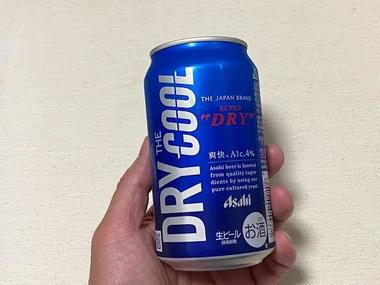 THE
DRY COOL
THE JAPAN BRAND
SUPER
"DRY"
爽快、Alc.4%
Asahi beer is brewed
from quality ingre-
dients by using our
pure cultured yeast.
Asahi
生ビール
お酒